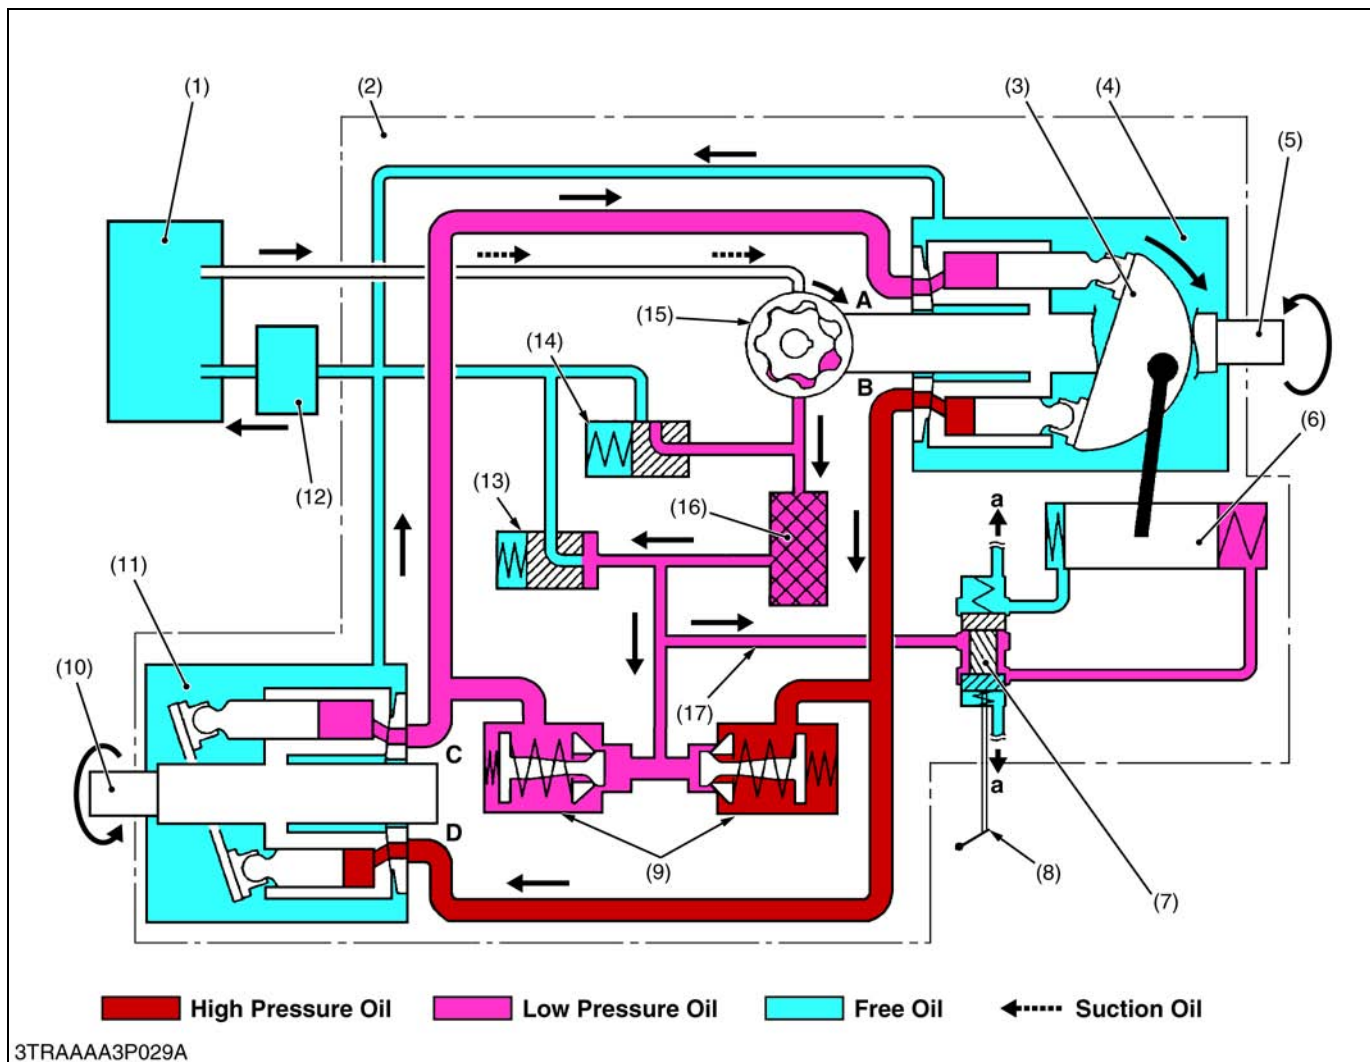 (1)
(2)
(3)
(4)
(5)
A
(15)
(14)
B
(6)
(12)
(13)
(16)
a
(11)
(10)
(17)
C
a
D
(9)
(8)
(7)
High Pressure Oil
Low Pressure Oil
Free Oil
Suction Oil
3TRAAAA3P029A